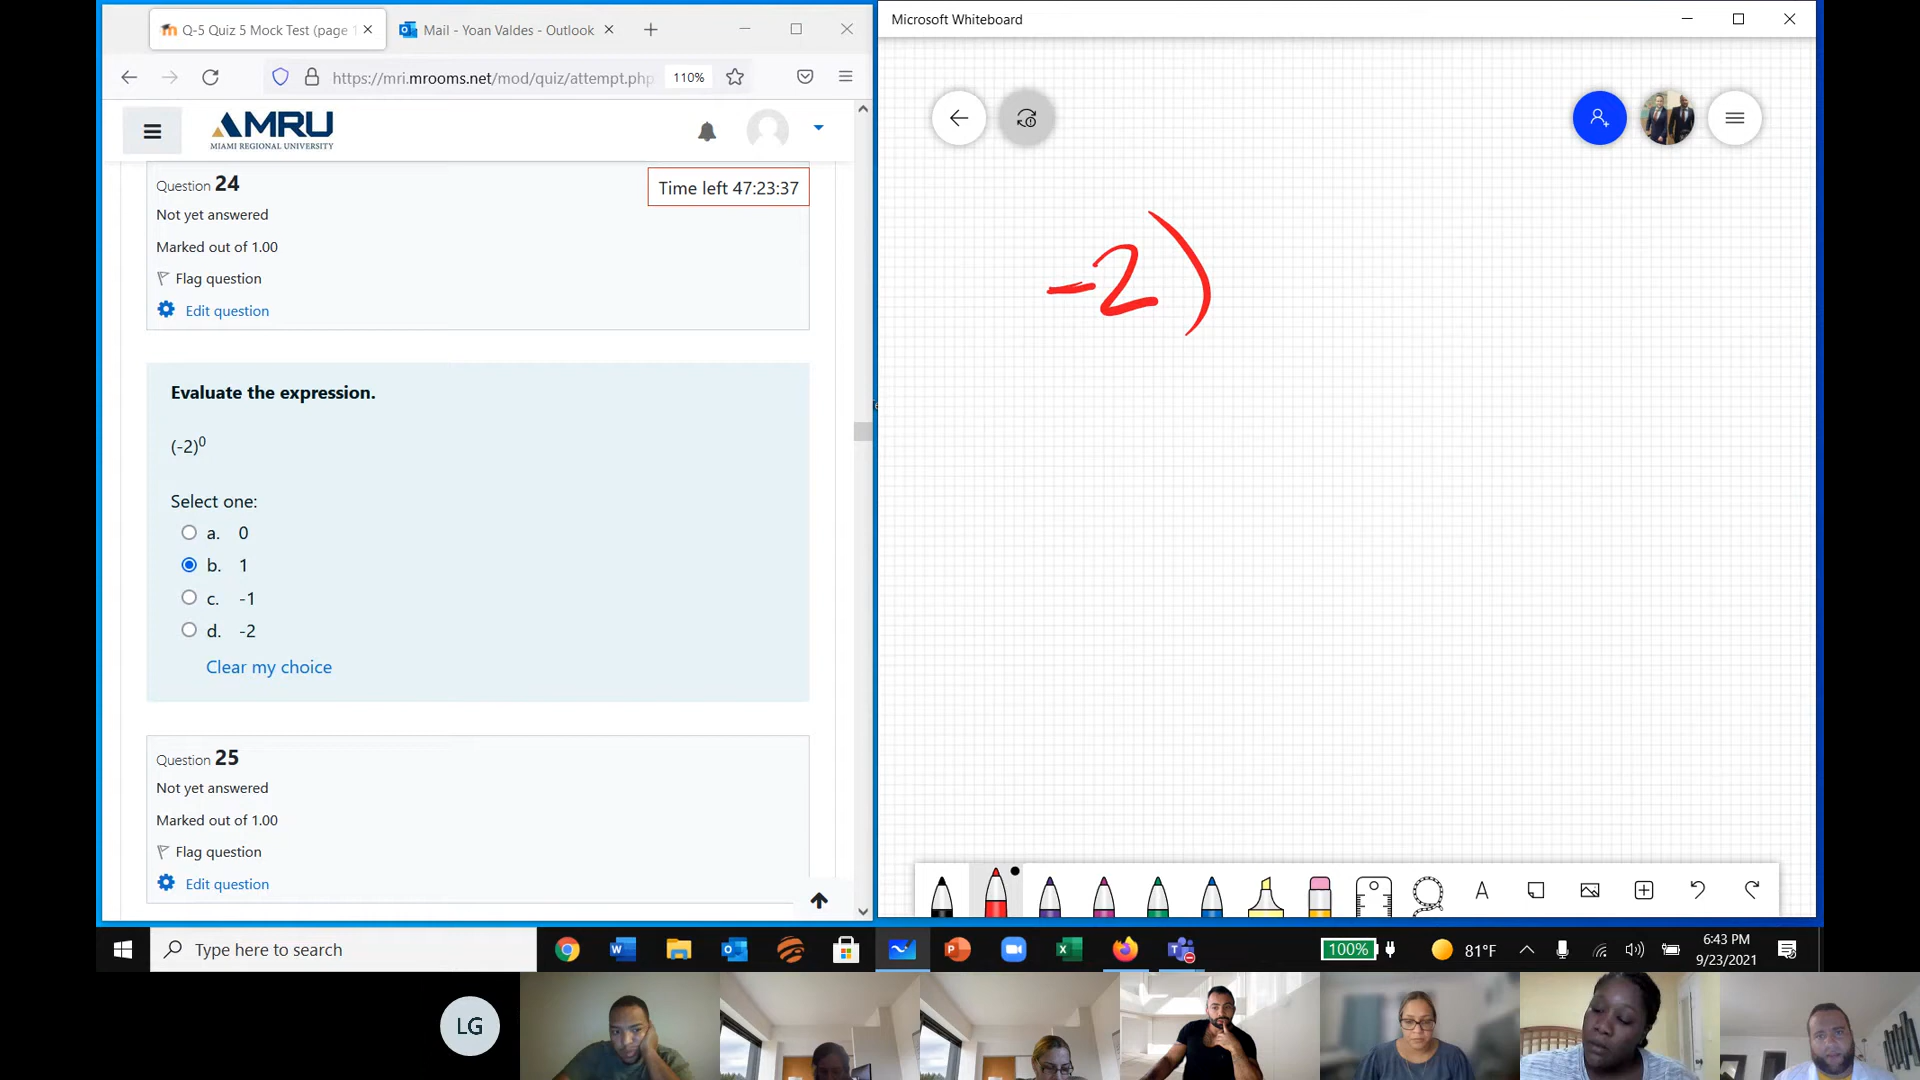 Q-5 Quiz 5 Mock Test (page 1
Mail - Yoan Valdes - Outlook
Microsoft Whiteboard
https://mri.mrooms.net/mod/quiz/attempt.php
110%
MRU
MIAMI REGIONAL UNIVERSITY
Question 24
Time left 47:23:37
Not yet answered
Marked out of 1.00
Flag question
Edit question
-2)
Evaluate the expression.
(-2)⁰
Select one:
a. 0
b. 1
c. -1
d. -2
Clear my choice
Question 25
Not yet answered
Marked out of 1.00
Flag question
Edit question
Type here to search
100%
81°F
6:43 PM
9/23/2021
LG